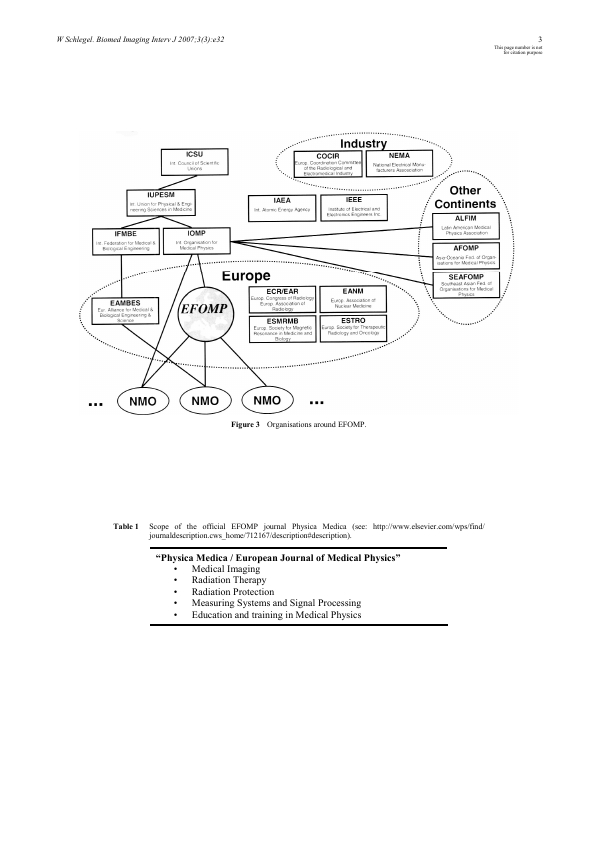 W Schlegel. Biomed Imaging Interv J 2007;3(3):e32
3
This page number is not
for citation purpose
Industry
ICSU
Int. Council of Scientific
Unions
COCIR
Europ. Coordination Committee
of the Radiological and
Electromedical Industry
NEMA
National Electrical Manu-
facturers Association
IUPESM
Int. Union for Physical & Engi-
neering Sciences in Medicine
IAEA
Int. Atomic Energy Agency
IEEE
Institute of Electrical and
Electronics Engineers Inc.
Other
Continents
ALFIM
Latin American Medical
Physics Association
IFMBE
Int. Federation for Medical &
Biological Engineering
IOMP
Int. Organisation for
Medical Physics
AFOMP
Asia-Oceania Fed. of Organ-
isations for Medical Physics
SEAFOMP
Southeast Asian Fed. of
Organisations for Medical
Physics
Europe
EAMBES
Eur. Alliance for Medical &
Biological Engineering &
Science
EFOMP
ECR/EAR
Europ. Congress of Radiology
Europ. Association of
Radiology
EANM
Europ. Association of
Nuclear Medicine
ESMRMB
Europ. Society for Magnetic
Resonance in Medicine and
Biology
ESTRO
Europ. Society for Therapeutic
Radiology and Oncology
... NMO NMO NMO ...
Figure 3 Organisations around EFOMP.
Table 1 Scope of the official EFOMP journal Physica Medica (see: http://www.elsevier.com/wps/find/
journaldescription.cws_home/712167/description#description).
“Physica Medica / European Journal of Medical Physics”
• Medical Imaging
• Radiation Therapy
• Radiation Protection
• Measuring Systems and Signal Processing
• Education and training in Medical Physics